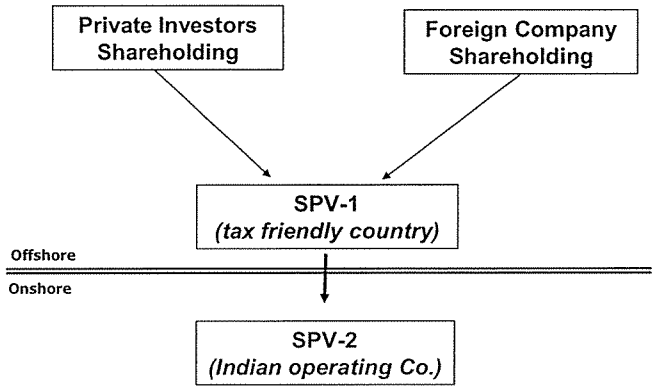 Private Investors
Shareholding
Foreign Company
Shareholding
SPV-1
(tax friendly country)
Offshore
Onshore
SPV-2
(Indian operating Co.)